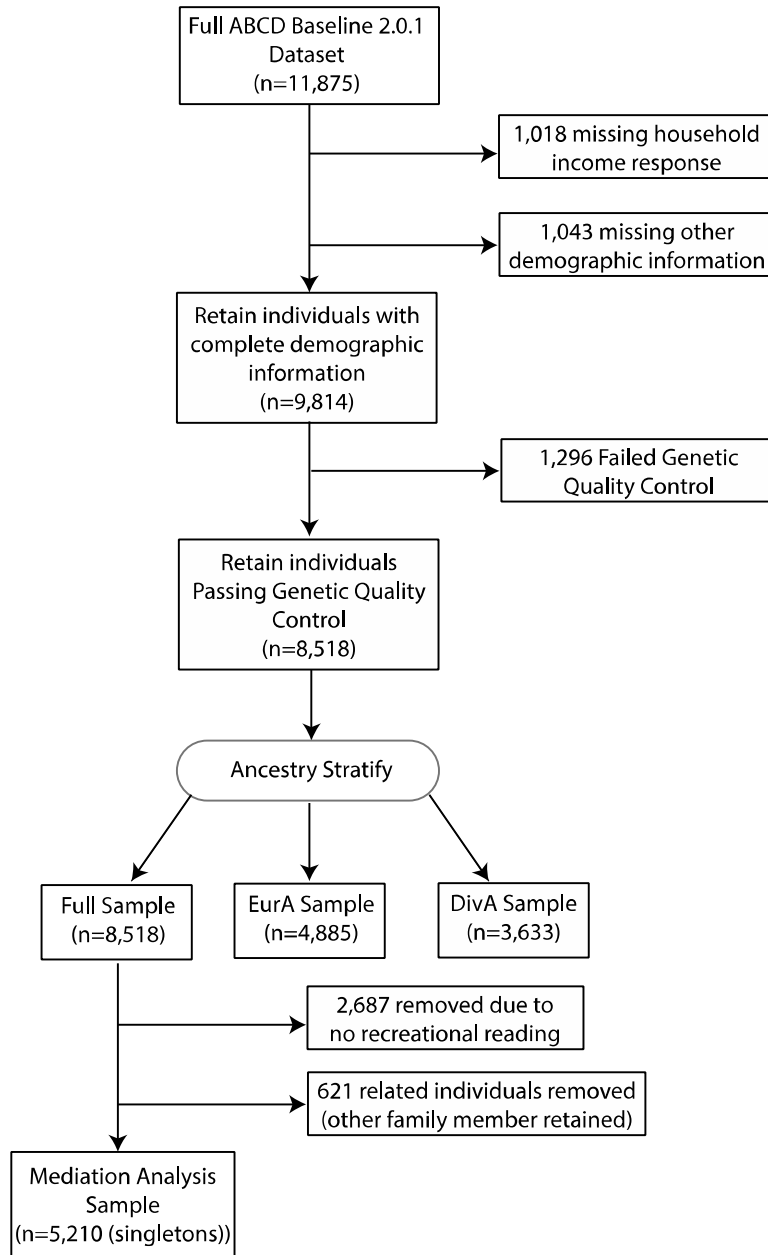 Full ABCD Baseline 2.0.1
Dataset
(n=11,875)
1,018 missing household
income response
1,043 missing other
demographic information
Retain individuals with
complete demographic
information
(n=9,814)
1,296 Failed Genetic
Quality Control
Retain individuals
Passing Genetic Quality
Control
(n=8,518)
Ancestry Stratify
Full Sample
(n=8,518)
EurA Sample
(n=4,885)
DivA Sample
(n=3,633)
2,687 removed due to
no recreational reading
621 related individuals removed
(other family member retained)
Mediation Analysis
Sample
(n=5,210 (singletons))